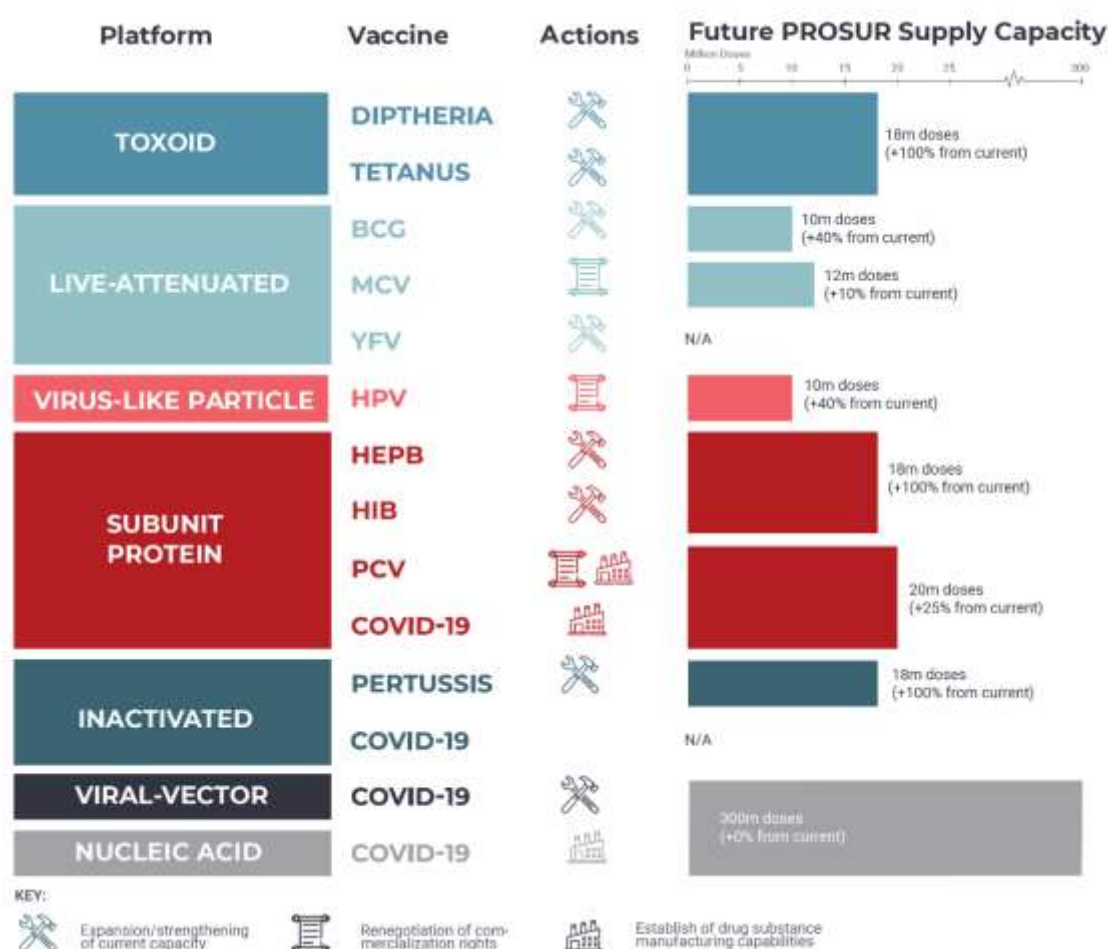 Platform Vaccine Actions Future PROSUR Supply Capacity
Million Doses
0 5 10 15 20 25 300
TOXOID
DIPTHERIA
TETANUS
18m doses
(+100% from current)
LIVE-ATTENUATED
BCG
10m doses
(+40% from current)
MCV
12m doses
(+10% from current)
YFV
N/A
VIRUS-LIKE PARTICLE
HPV
10m doses
(+40% from current)
SUBUNIT
PROTEIN
HEPB
HIB
18m doses
(+100% from current)
PCV
COVID-19
20m doses
(+25% from current)
INACTIVATED
PERTUSSIS
18m doses
(+100% from current)
COVID-19
N/A
VIRAL-VECTOR
COVID-19
NUCLEIC ACID
COVID-19
300m doses
(+0% from current)
KEY:
Expansion/strengthening
of current capacity
Renegotiation of com-
mercialization rights
Establish of drug substance
manufacturing capabilities